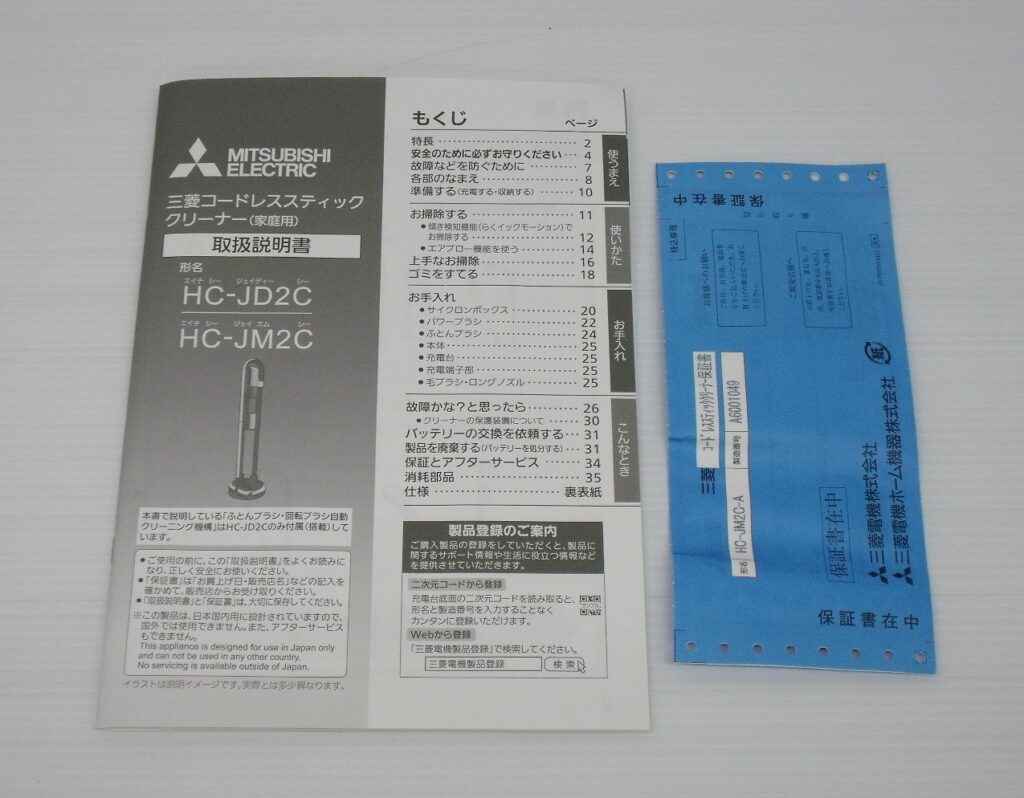 MITSUBISHI
ELECTRIC
三菱コードレススティック
クリーナー(家庭用)
取扱説明書
形名
エイチ シー ジェイディー シー
HC-JD2C
エイチ シー ジェイ エム シー
HC-JM2C
本書で説明している「ふとんブラシ・回転ブラシ自動
クリーニング機構」はHC-JD2Cのみ付属(搭載)して
います。
●ご使用の前に、この「取扱説明書」をよくお読みに
なり、正しく安全にお使いください。
●「保証書」は「お買上げ日・販売店名」などの記入を
確かめて、販売店からお受け取りください。
●「取扱説明書」と「保証書」は、大切に保存してください。
※この製品は、日本国内用に設計されていますので、
国外では使用できません。また、アフターサービス
もできません。
This appliance is designed for use in Japan only
and can not be used in any other country.
No servicing is available outside of Japan.
イラストは説明イメージです。実際とは多少異なります。
もくじ ページ
特長 2
安全のために必ずお守りください 4
故障などを防ぐために 7
各部のなまえ 8
準備する(充電する・収納する) 10
使うまえ
お掃除する 11
●傾き検知機能(らくイックモーション)で
お掃除する 12
●エアブロー機能を使う 14
上手なお掃除 16
ゴミをすてる 18
使いかた
お手入れ
●サイクロンボックス 20
●パワーブラシ 22
●ふとんブラシ 24
●本体 25
●充電台 25
●充電端子部 25
●毛ブラシ・ロングノズル 25
お手入れ
故障かな?と思ったら 26
●クリーナーの保護装置について 30
バッテリーの交換を依頼する 31
製品を廃棄する(バッテリーを処分する) 31
保証とアフターサービス 34
消耗部品 35
仕様 裏表紙
こんなとき
製品登録のご案内
ご購入製品の登録をしていただくと、製品に
関するサポート情報や生活に役立つ情報など
を提供させていただきます。
二次元コードから登録
充電台底面の二次元コードを読み取ると、
形名と製造番号を入力することなく
カンタンに登録いただけます。
サンプル
Webから登録
「三菱電機製品登録」で検索してください。
三菱電機製品登録 検索
保証書在中
お客様へのお願い
三菱 コードレススティッククリーナー保証書
形名 HC-JM2C-A 製造番号 AG001049
保証書在中
三菱電機株式会社
三菱電機ホーム機器株式会社
紙
保証書在中